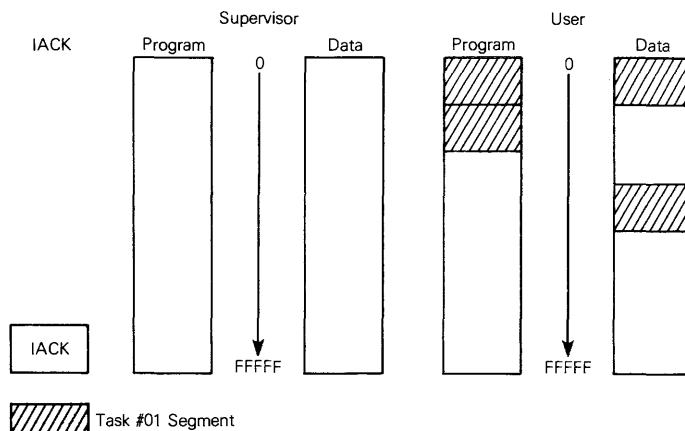 Supervisor
User
IACK
Program
0
Data
Program
0
Data
IACK
FFFFF
FFFFF
Task #01 Segment